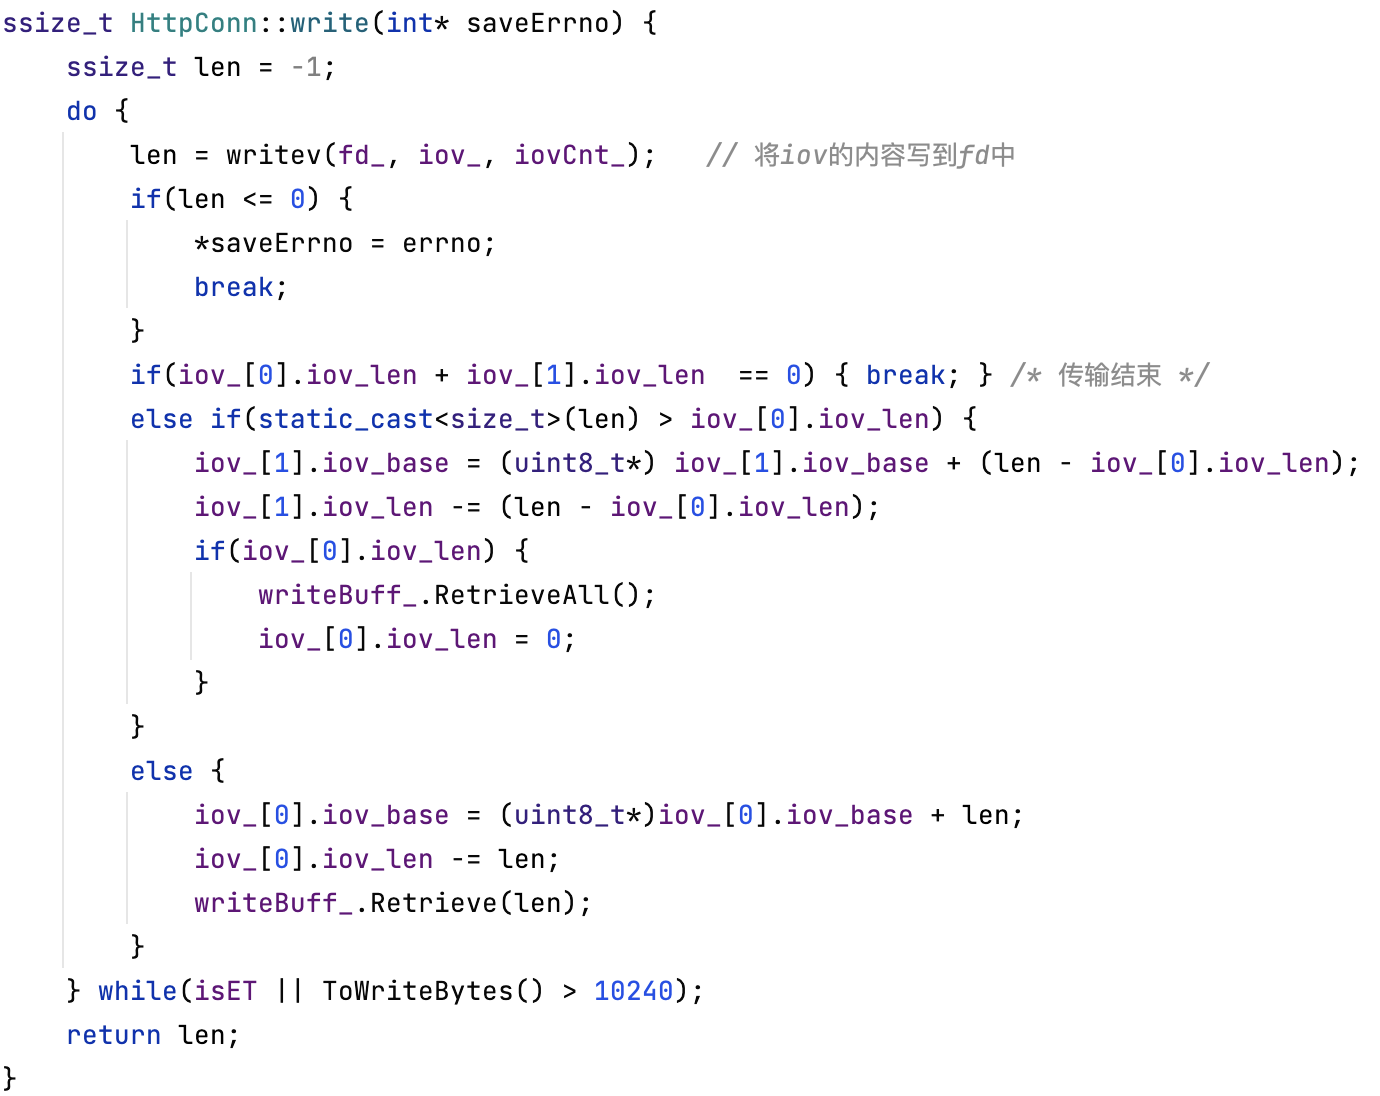 ssize_t HttpConn::write(int* saveErrno) {
    ssize_t len = -1;
    do {
        len = writev(fd_, iov_, iovCnt_);   // 将iov的内容写到fd中
        if(len <= 0) {
            *saveErrno = errno;
            break;
        }
        if(iov_[0].iov_len + iov_[1].iov_len  == 0) { break; } /* 传输结束 */
        else if(static_cast<size_t>(len) > iov_[0].iov_len) {
            iov_[1].iov_base = (uint8_t*) iov_[1].iov_base + (len - iov_[0].iov_len);
            iov_[1].iov_len -= (len - iov_[0].iov_len);
            if(iov_[0].iov_len) {
                writeBuff_.RetrieveAll();
                iov_[0].iov_len = 0;
            }
        }
        else {
            iov_[0].iov_base = (uint8_t*)iov_[0].iov_base + len;
            iov_[0].iov_len -= len;
            writeBuff_.Retrieve(len);
        }
    } while(isET || ToWriteBytes() > 10240);
    return len;
}